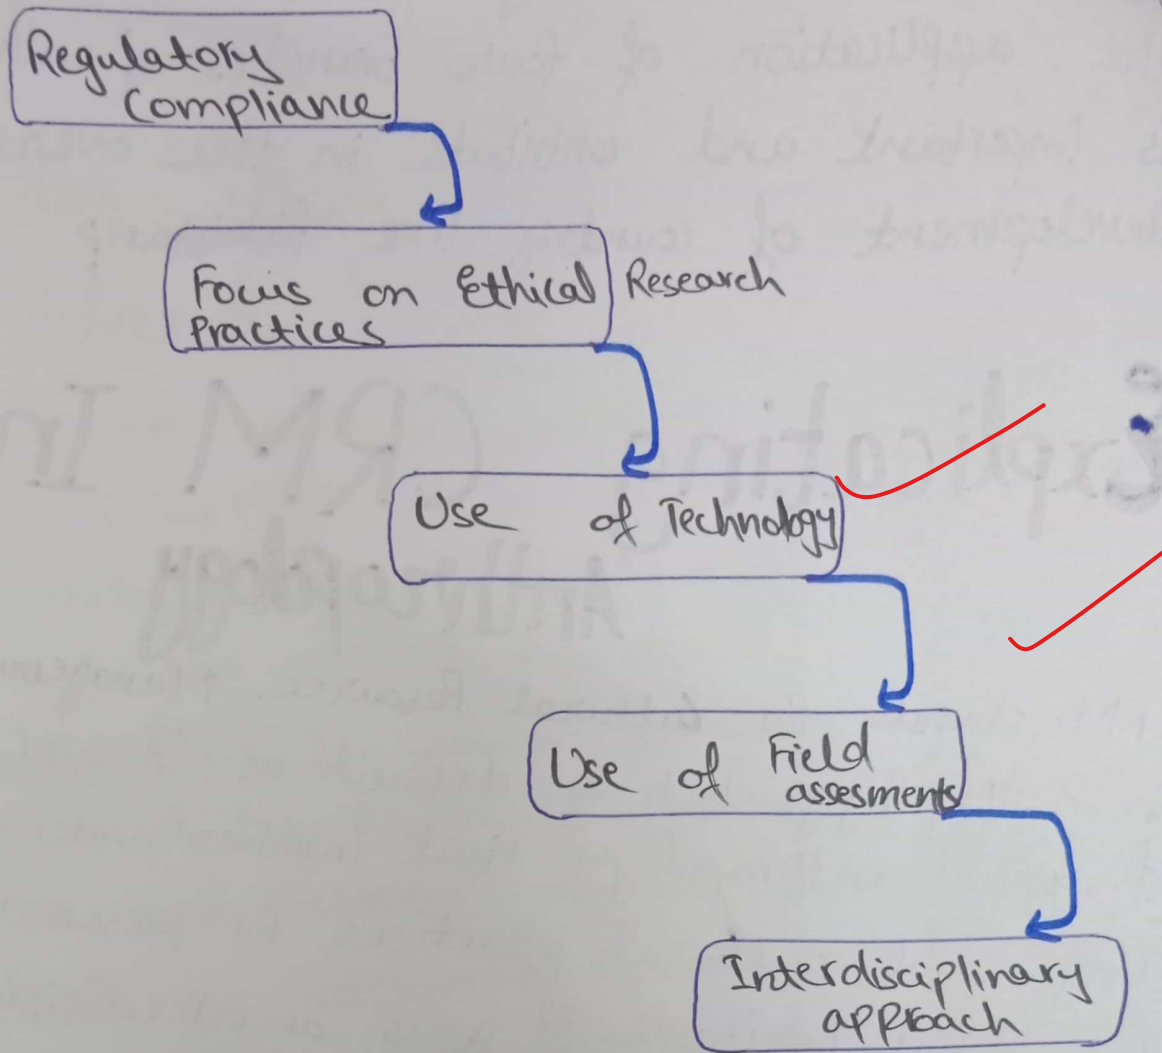 Regulatory
Compliance
Focus on Ethical Research
Practices
Use of Technology
Use of Field
assesments
Interdisciplinary
approach